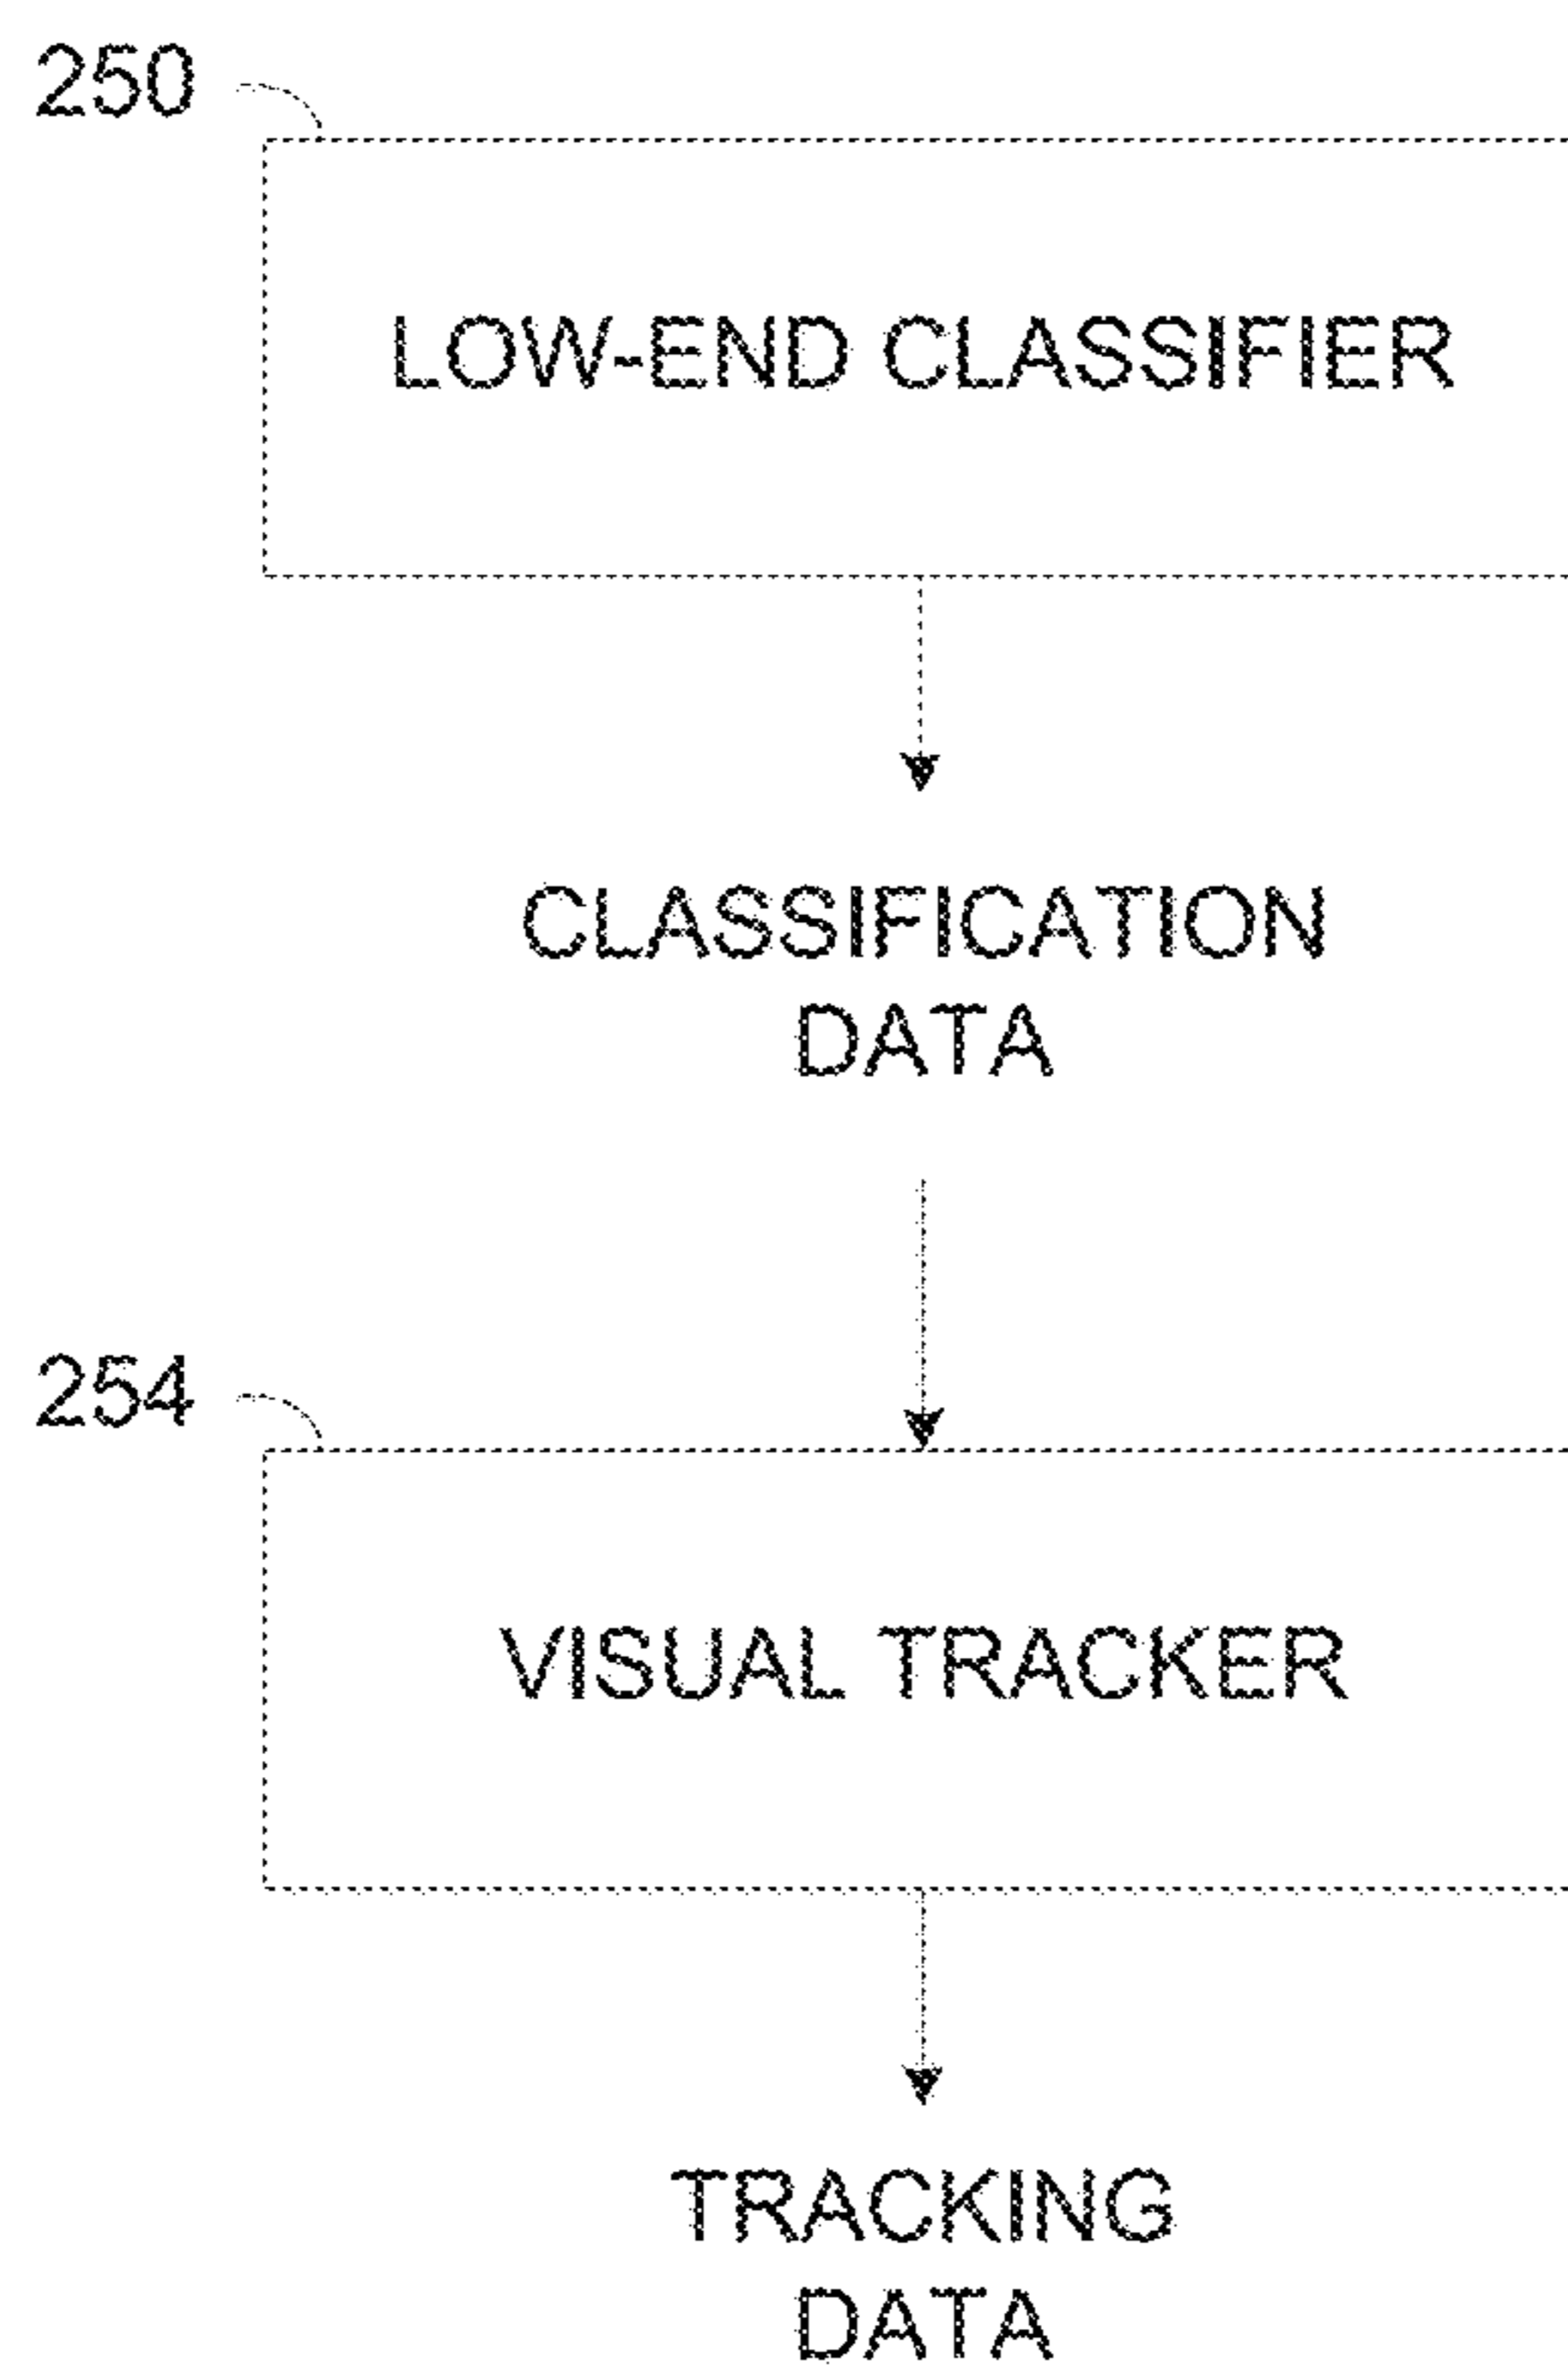 250
LOW-END CLASSIFIER
CLASSIFICATION
DATA
254
VISUAL TRACKER
TRACKING
DATA